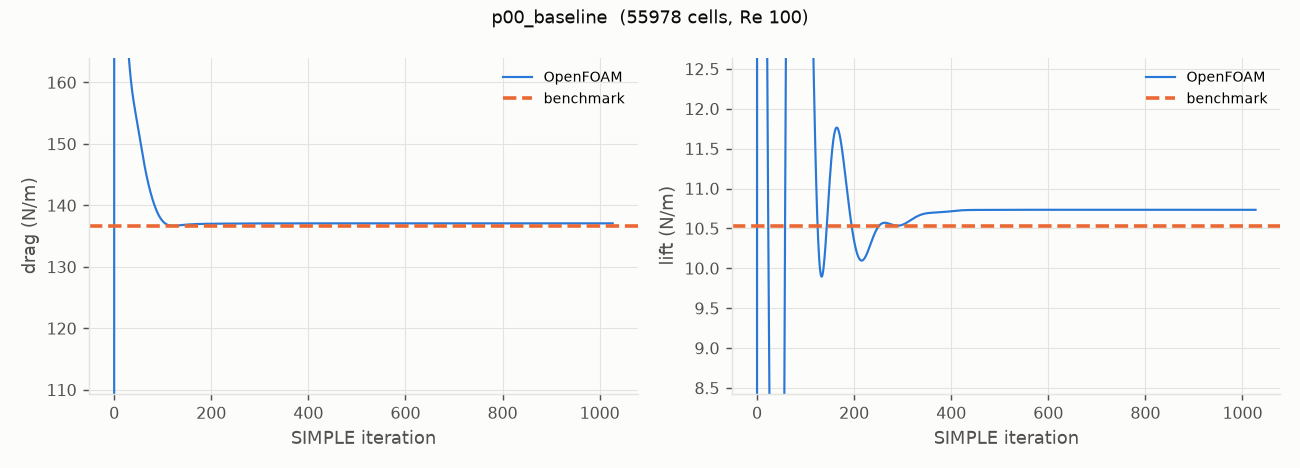 p00_baseline  (55978 cells, Re 100)
OpenFOAM
benchmark
160
150
140
130
120
110
drag (N/m)
0 200 400 600 800 1000
SIMPLE iteration
OpenFOAM
benchmark
12.5
12.0
11.5
11.0
10.5
10.0
9.5
9.0
8.5
lift (N/m)
0 200 400 600 800 1000
SIMPLE iteration